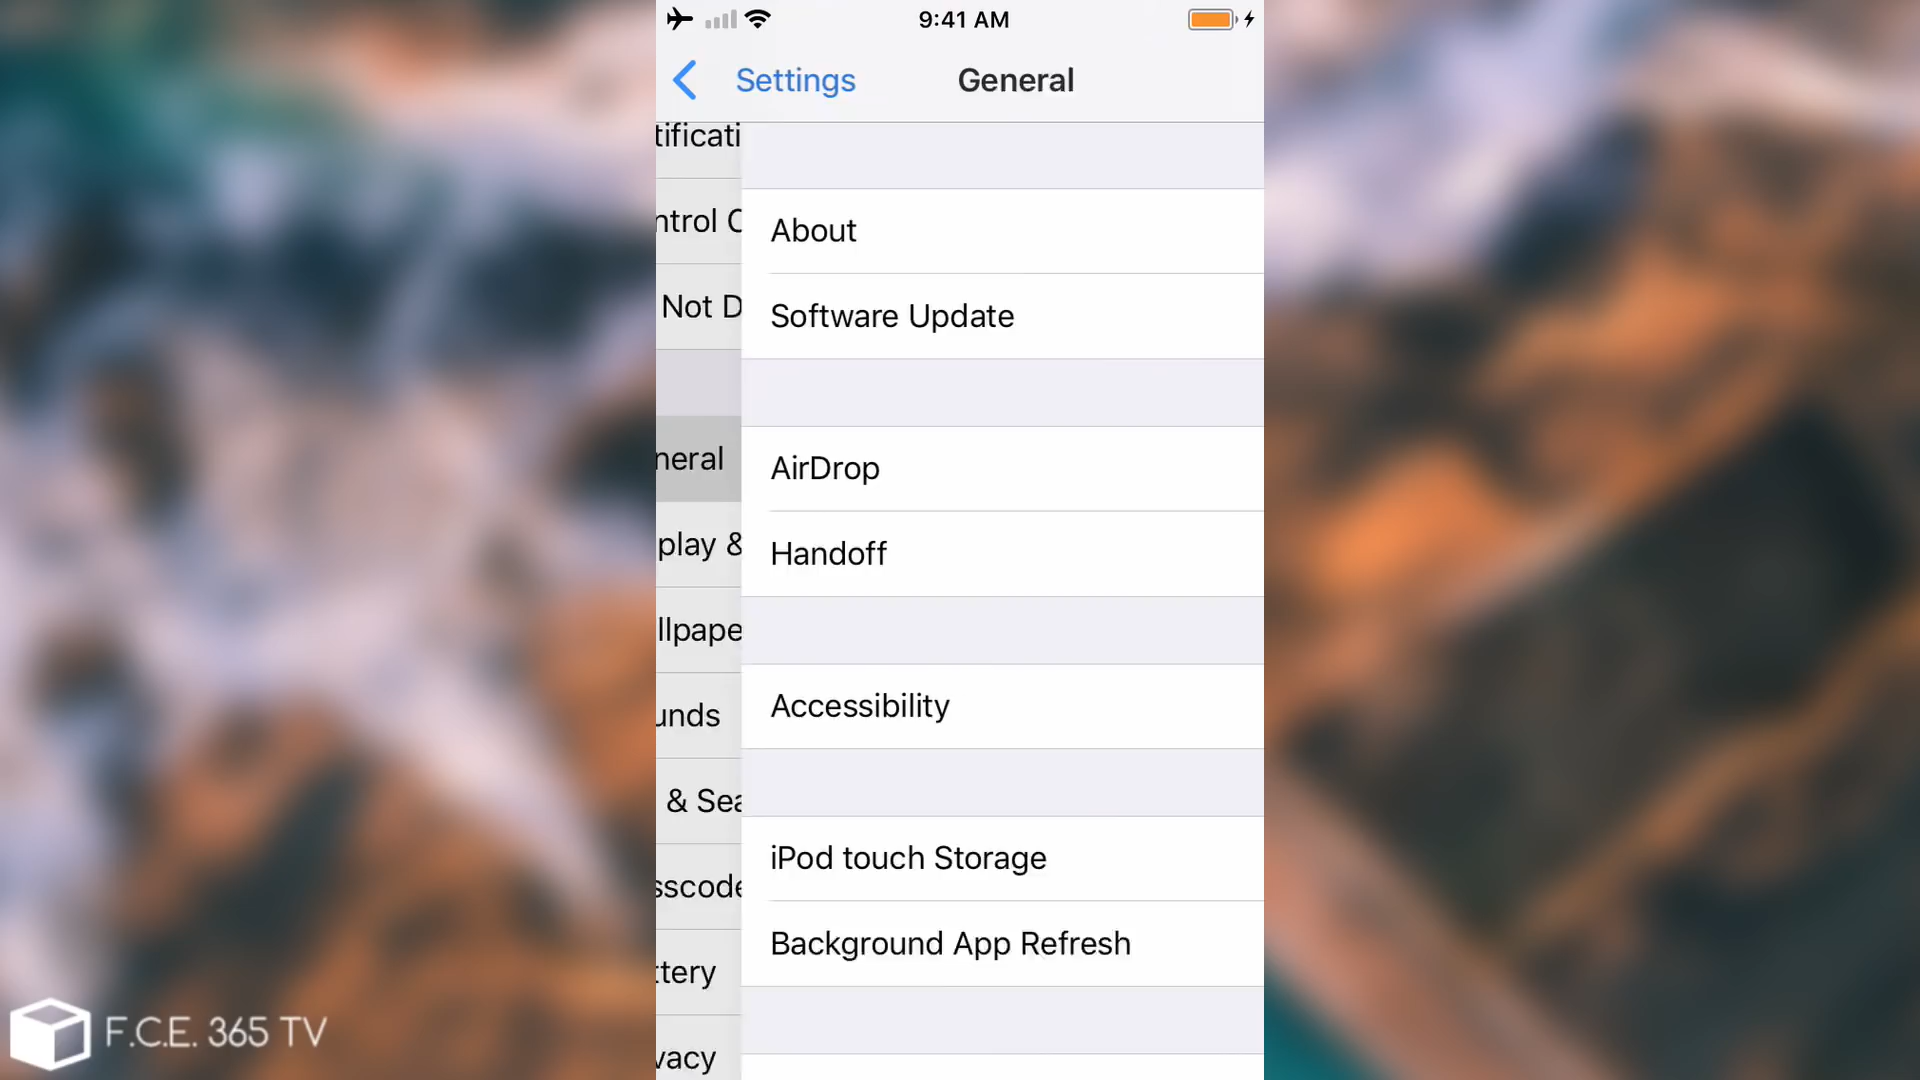 9:41 AM
Settings
General
tificati
ntrol C
Not D
neral
play &
llpape
unds
& Sea
sscode
ttery
vacy
About
Software Update
AirDrop
Handoff
Accessibility
iPod touch Storage
Background App Refresh
F.C.E. 365 TV